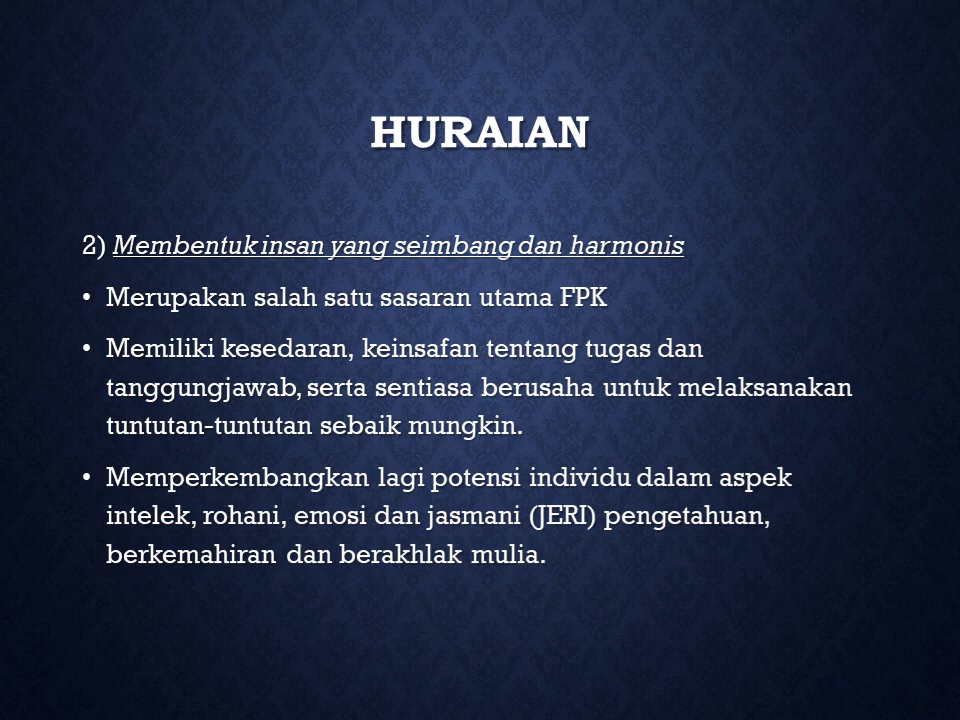 HURAIAN
2) Membentuk insan yang seimbang dan harmonis
• Merupakan salah satu sasaran utama FPK
• Memiliki kesedaran, keinsafan tentang tugas dan
tanggungjawab, serta sentiasa berusaha untuk melaksanakan
tuntutan-tuntutan sebaik mungkin.
• Memperkembangkan lagi potensi individu dalam aspek
intelek, rohani, emosi dan jasmani (JERI) pengetahuan,
berkemahiran dan berakhlak mulia.